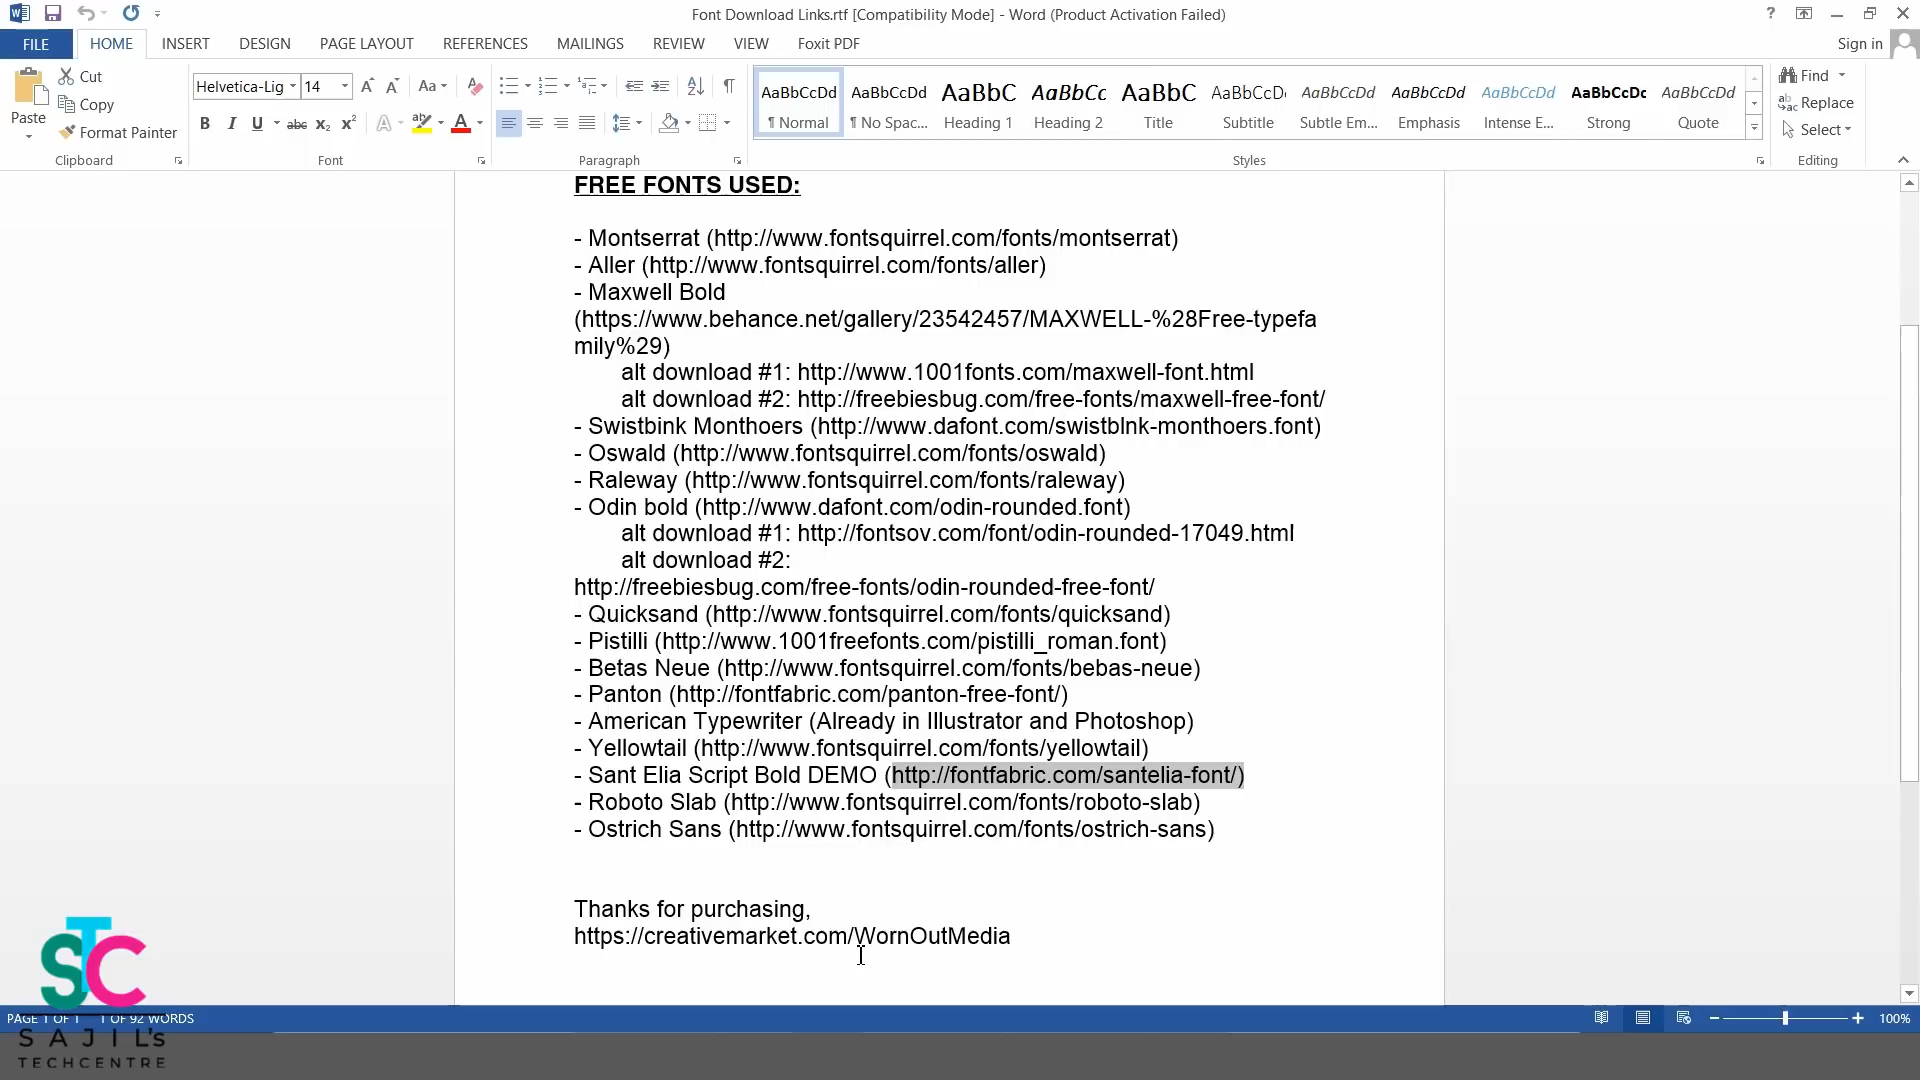 Font Download Links.rtf [Compatibility Mode] - Word (Product Activation Failed)
?
FILE HOME INSERT DESIGN PAGE LAYOUT REFERENCES MAILINGS REVIEW VIEW Foxit PDF Sign in
Paste
Cut
Copy
Format Painter
Clipboard
Helvetica-Lig 14
Font
Paragraph
AaBbCcDd AaBbCcDd AaBbC AaBbCc AaBbC AaBbCcD AaBbCcDd AaBbCcDd AaBbCcDd AaBbCcDc AaBbCcDd
¶ Normal ¶ No Spac... Heading 1 Heading 2 Title Subtitle Subtle Em... Emphasis Intense E... Strong Quote
Styles
Find
Replace
Select
Editing
FREE FONTS USED:
- Montserrat (http://www.fontsquirrel.com/fonts/montserrat)
- Aller (http://www.fontsquirrel.com/fonts/aller)
- Maxwell Bold
(https://www.behance.net/gallery/23542457/MAXWELL-%28Free-typefa
mily%29)
alt download #1: http://www.1001fonts.com/maxwell-font.html
alt download #2: http://freebiesbug.com/free-fonts/maxwell-free-font/
- Swistbink Monthoers (http://www.dafont.com/swistblnk-monthoers.font)
- Oswald (http://www.fontsquirrel.com/fonts/oswald)
- Raleway (http://www.fontsquirrel.com/fonts/raleway)
- Odin bold (http://www.dafont.com/odin-rounded.font)
alt download #1: http://fontsov.com/font/odin-rounded-17049.html
alt download #2:
http://freebiesbug.com/free-fonts/odin-rounded-free-font/
- Quicksand (http://www.fontsquirrel.com/fonts/quicksand)
- Pistilli (http://www.1001freefonts.com/pistilli_roman.font)
- Betas Neue (http://www.fontsquirrel.com/fonts/bebas-neue)
- Panton (http://fontfabric.com/panton-free-font/)
- American Typewriter (Already in Illustrator and Photoshop)
- Yellowtail (http://www.fontsquirrel.com/fonts/yellowtail)
- Sant Elia Script Bold DEMO (http://fontfabric.com/santelia-font/)
- Roboto Slab (http://www.fontsquirrel.com/fonts/roboto-slab)
- Ostrich Sans (http://www.fontsquirrel.com/fonts/ostrich-sans)
Thanks for purchasing,
https://creativemarket.com/WornOutMedia
PAGE 1 OF 1 1 OF 92 WORDS 100%
STC
SAJIL's
TECHCENTRE